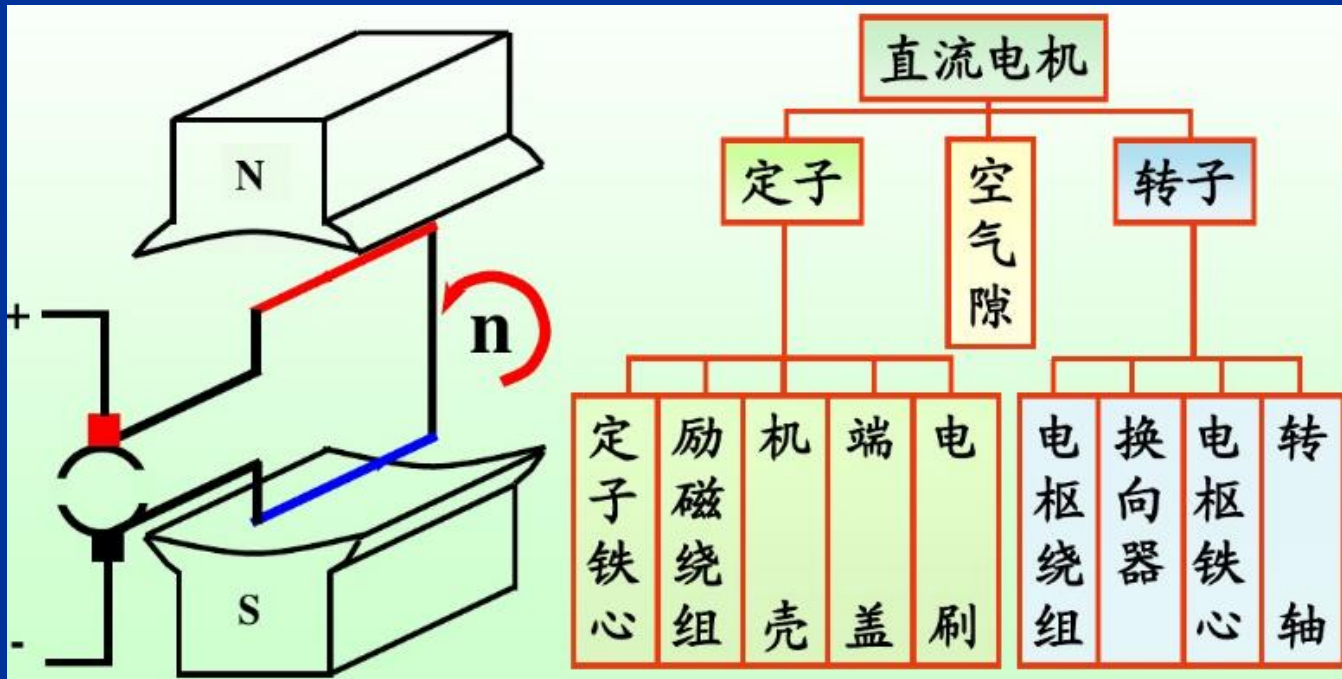 N
+
n
-
S
直流电机
定子
空气隙
转子
定子铁心
励磁绕组
机壳
端盖
电刷
电枢绕组
换向器
电枢铁心
转轴